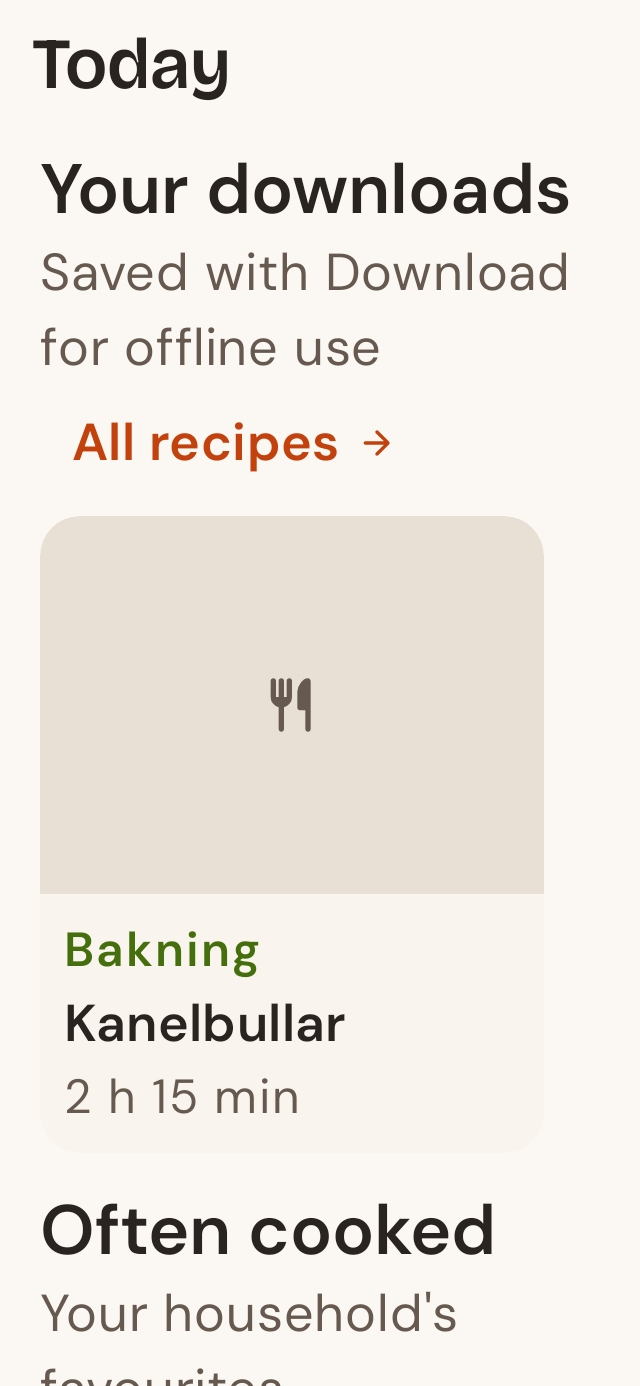 Today
Your downloads
Saved with Download
for offline use
All recipes →
Bakning
Kanelbullar
2 h 15 min
Often cooked
Your household's
favourites